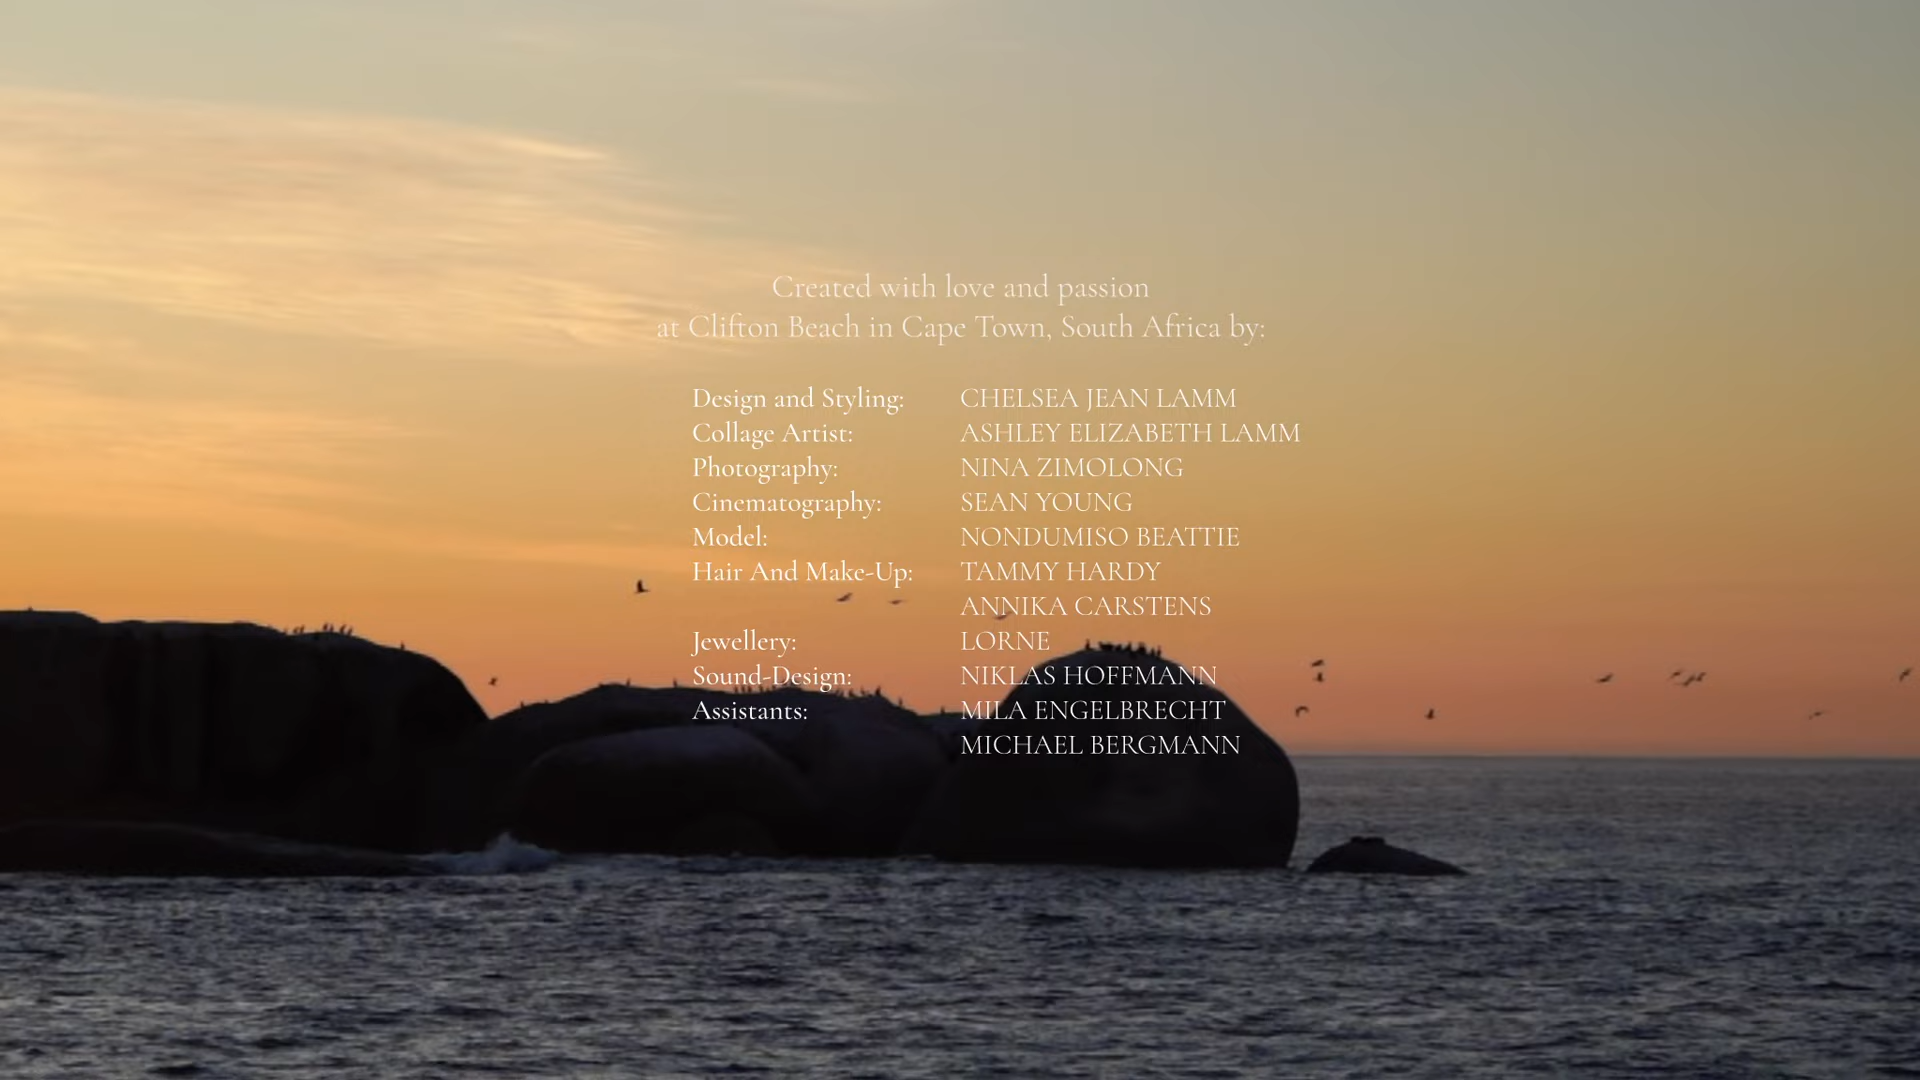 Created with love and passion
at Clifton Beach in Cape Town, South Africa by:
Design and Styling: CHELSEA JEAN LAMM
Collage Artist: ASHLEY ELIZABETH LAMM
Photography: NINA ZIMOLONG
Cinematography: SEAN YOUNG
Model: NONDUMISO BEATTIE
Hair And Make-Up: TAMMY HARDY
ANNIKA CARSTENS
Jewellery: LORNE
Sound-Design: NIKLAS HOFFMANN
Assistants: MILA ENGELBRECHT
MICHAEL BERGMANN